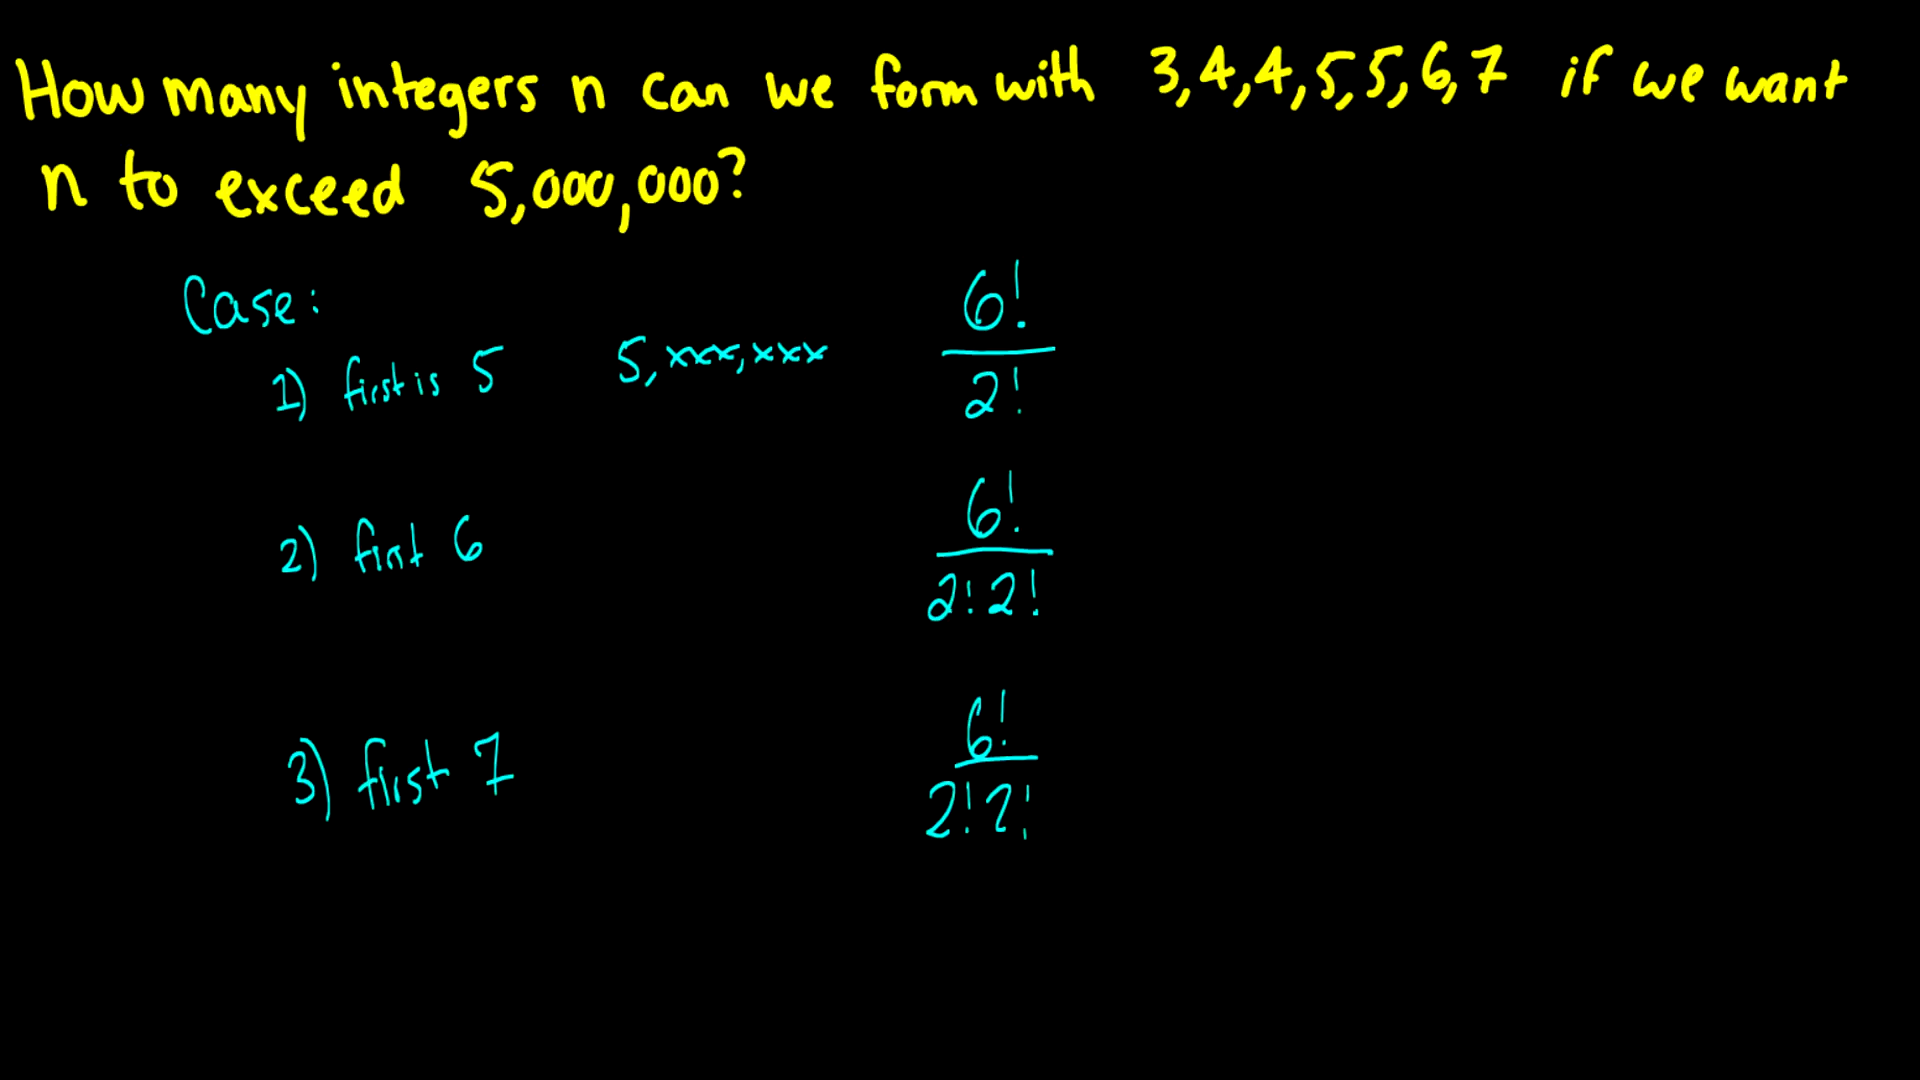 How many integers n can we form with 3,4,4,5,5,6,7 if we want
n to exceed 5,000,000?
Case:
1) first is 5 5,xxx,xxx 6!/2!
2) first 6 6!/2!2!
3) first 7 6!/2!2!